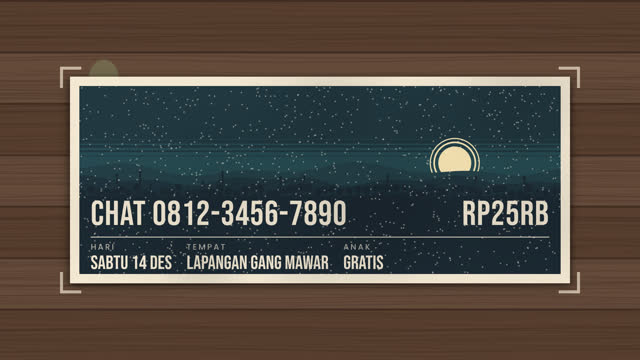 CHAT 0812-3456-7890
RP25RB
HARI TEMPAT ANAK
SABTU 14 DES LAPANGAN GANG MAWAR GRATIS